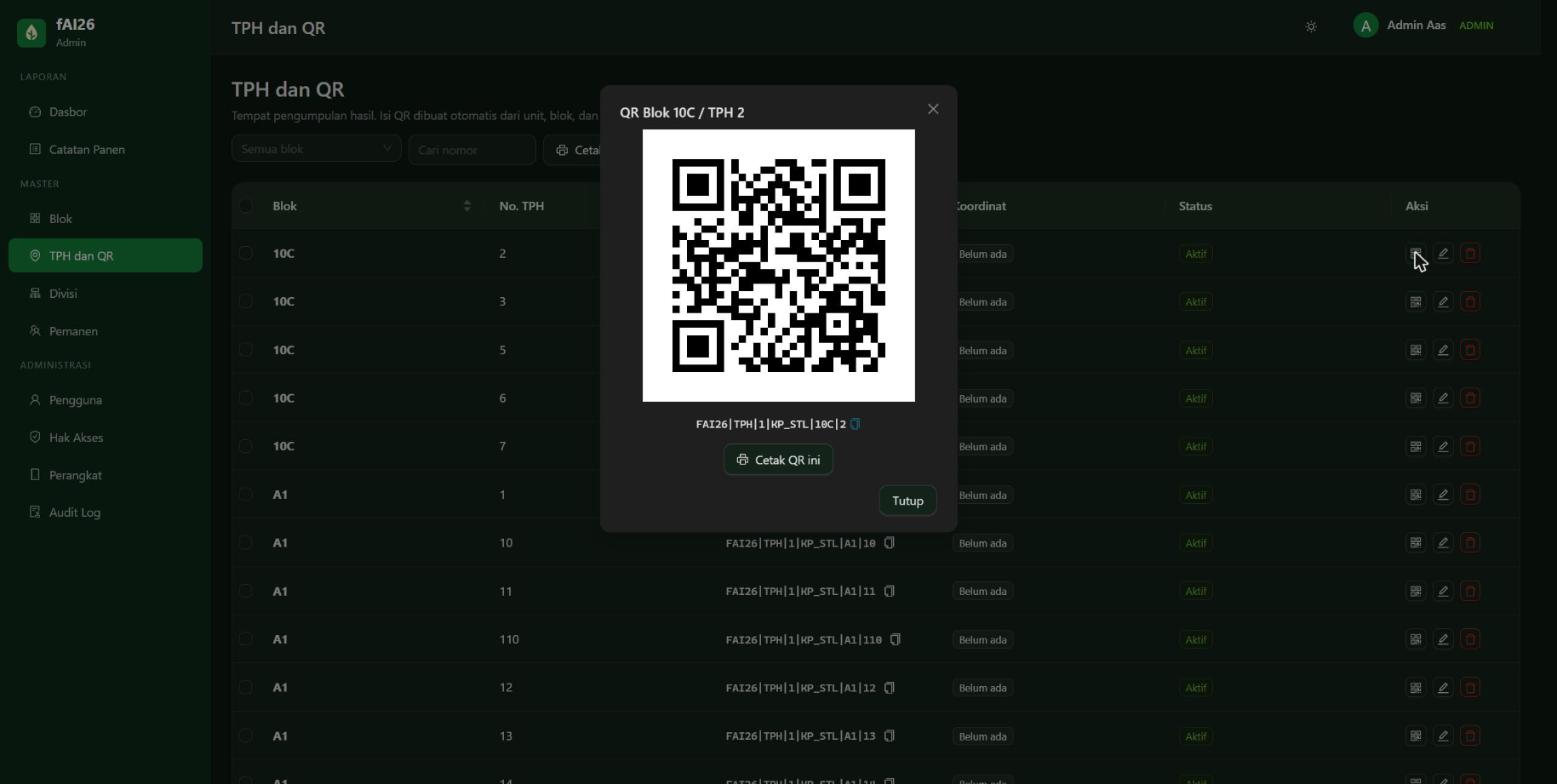 fAI26
Admin
TPH dan QR
A
Admin Aas
ADMIN
LAPORAN
Dasbor
Catatan Panen
MASTER
Blok
TPH dan QR
Divisi
Pemanen
ADMINISTRASI
Pengguna
Hak Akses
Perangkat
Audit Log
TPH dan QR
Tempat pengumpulan hasil. Isi QR dibuat otomatis dari unit, blok, dan
Semua blok
Cari nomor
Blok No. TPH Status Aksi
10C 2 Belum ada Aktif
10C 3 Belum ada Aktif
10C 5 Belum ada Aktif
10C 6 Belum ada Aktif
10C 7 Belum ada Aktif
A1 1 Belum ada Aktif
A1 10 FAI26|TPH|1|KP_STL|A1|10 Belum ada Aktif
A1 11 FAI26|TPH|1|KP_STL|A1|11 Belum ada Aktif
A1 110 FAI26|TPH|1|KP_STL|A1|110 Belum ada Aktif
A1 12 FAI26|TPH|1|KP_STL|A1|12 Belum ada Aktif
A1 13 FAI26|TPH|1|KP_STL|A1|13 Belum ada Aktif
QR Blok 10C / TPH 2
FAI26|TPH|1|KP_STL|10C|2
Cetak QR ini
Tutup